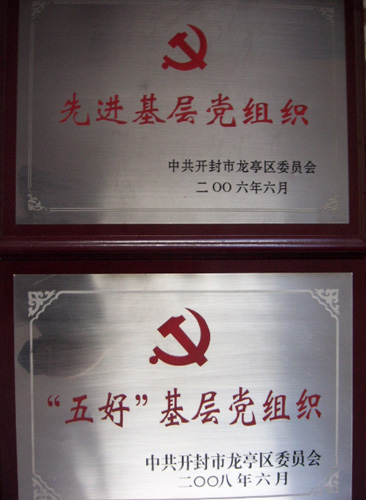 先进基层党组织
中共开封市龙亭区委员会
二OO六年六月
“五好”基层党组织
中共开封市龙亭区委员会
二OO八年六月